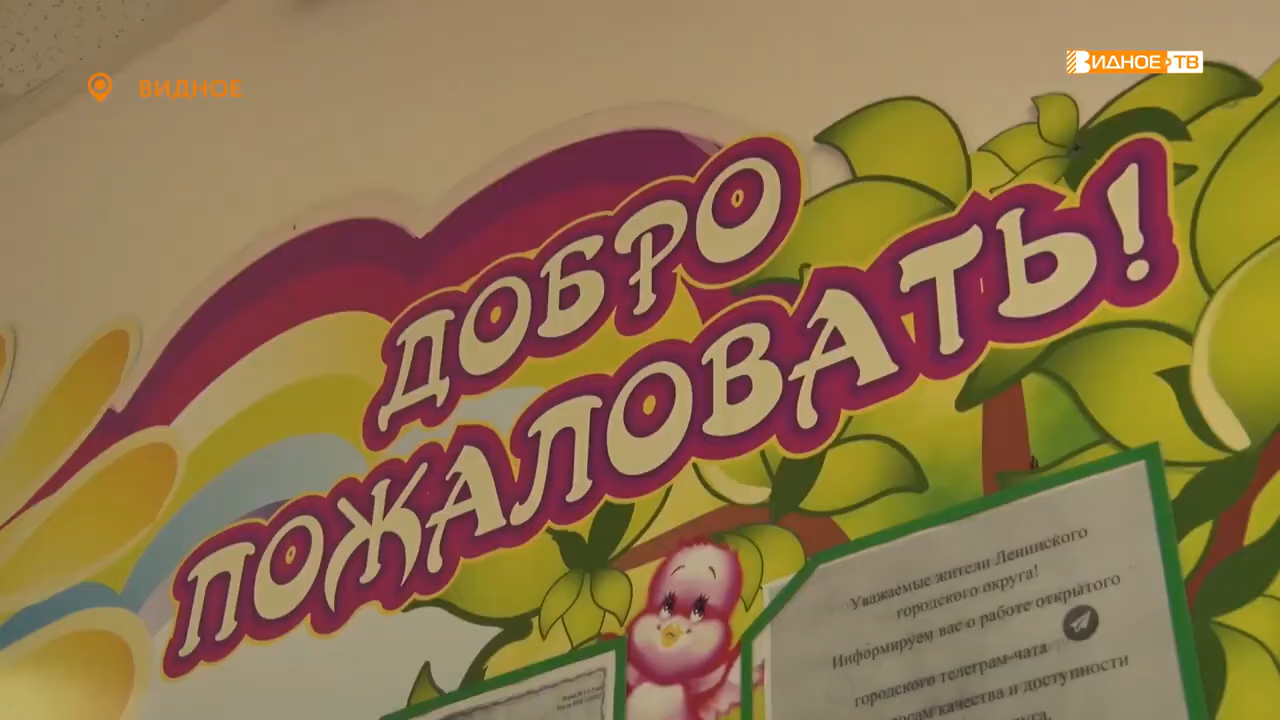 ВИДНОЕ
ВИДНОЕ ТВ
ДОБРО
ПОЖАЛОВАТЬ!
Уважаемые жители Ленинского
городского округа!
Информируем вас о работе открытого
городского телеграм-чата
качества и доступности